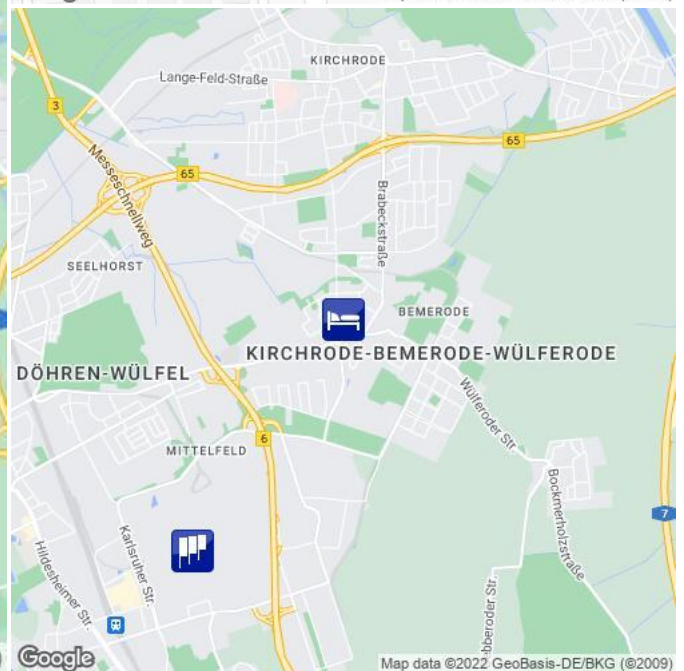 KIRCHRODE
Lange-Feld-Straße
3
65
65
Messeschnellweg
Brabeckstraße
SEELHORST
BEMERODE
KIRCHRODE-BEMERODE-WÜLFERODE
DÖHREN-WÜLFEL
Wülferoder Str.
6
MITTELFELD
Bockmerholzstraße
7
Karlsruher Str.
Hildesheimer Str.
Google
Map data ©2022 GeoBasis-DE/BKG (©2009)